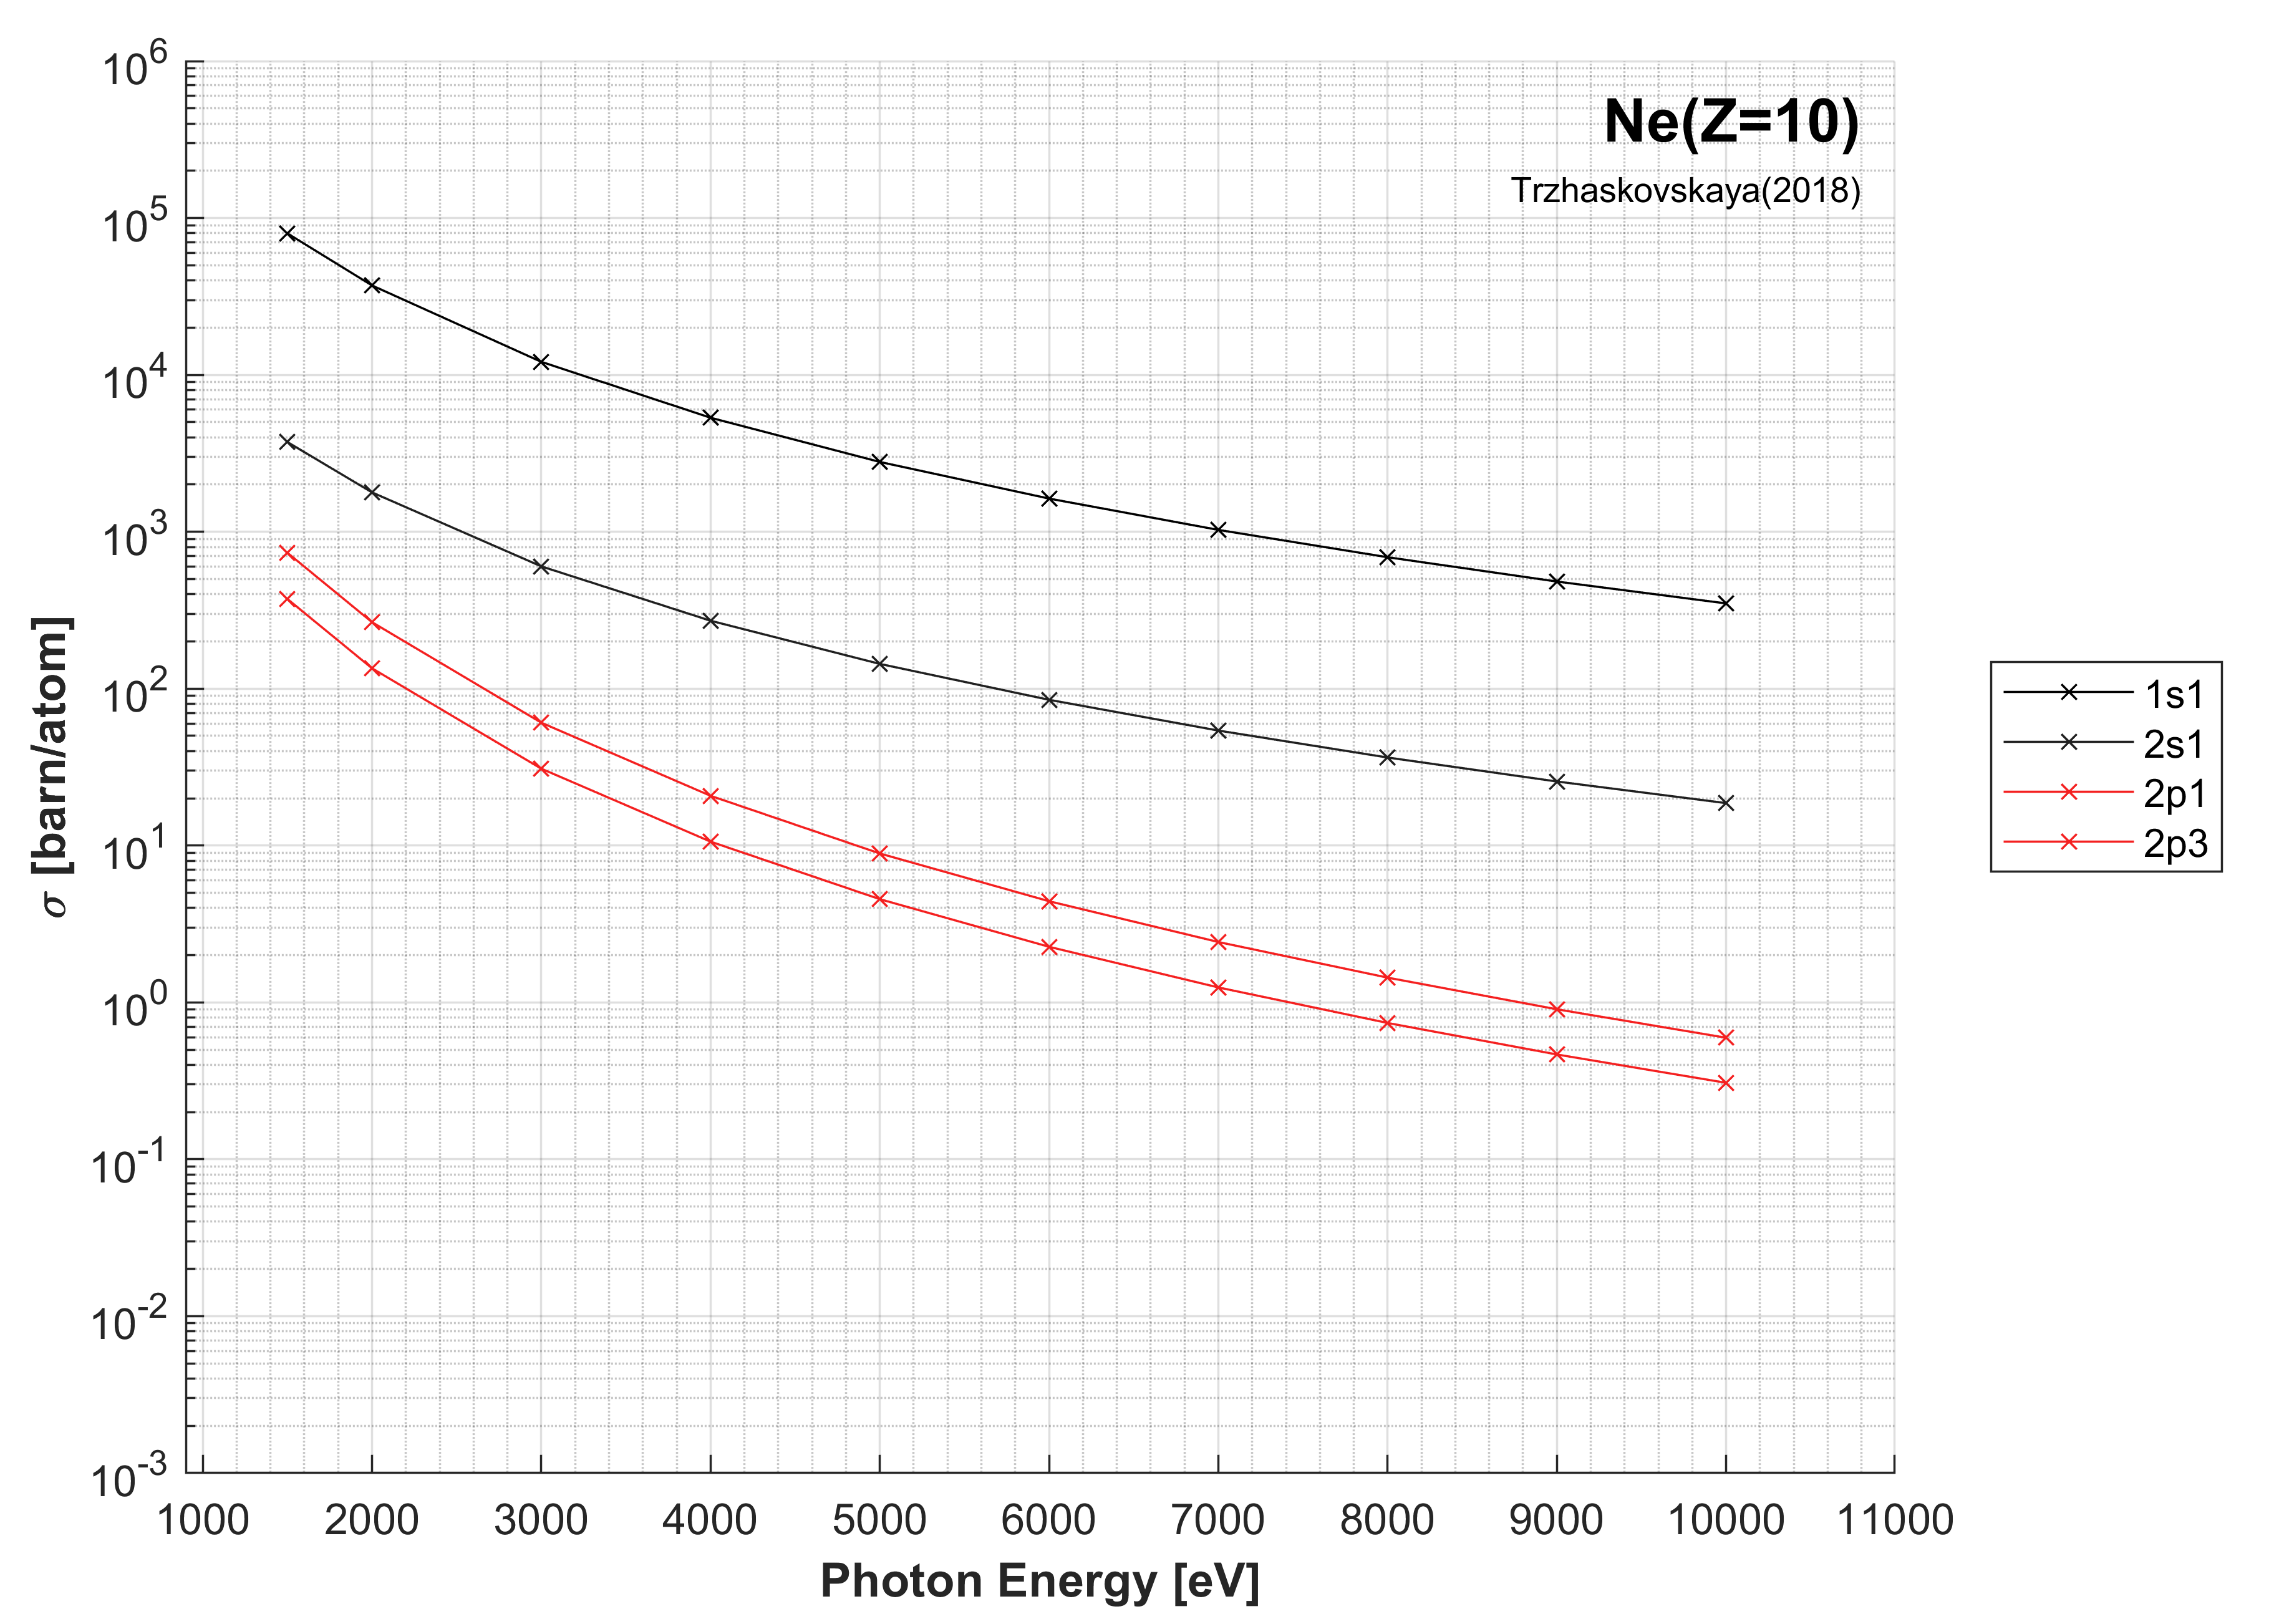 Ne(Z=10)
Trzhaskovskaya(2018)
10^6
10^5
10^4
10^3
10^2
10^1
10^0
10^-1
10^-2
10^-3
σ [barn/atom]
1000 2000 3000 4000 5000 6000 7000 8000 9000 10000 11000
Photon Energy [eV]
1s1
2s1
2p1
2p3